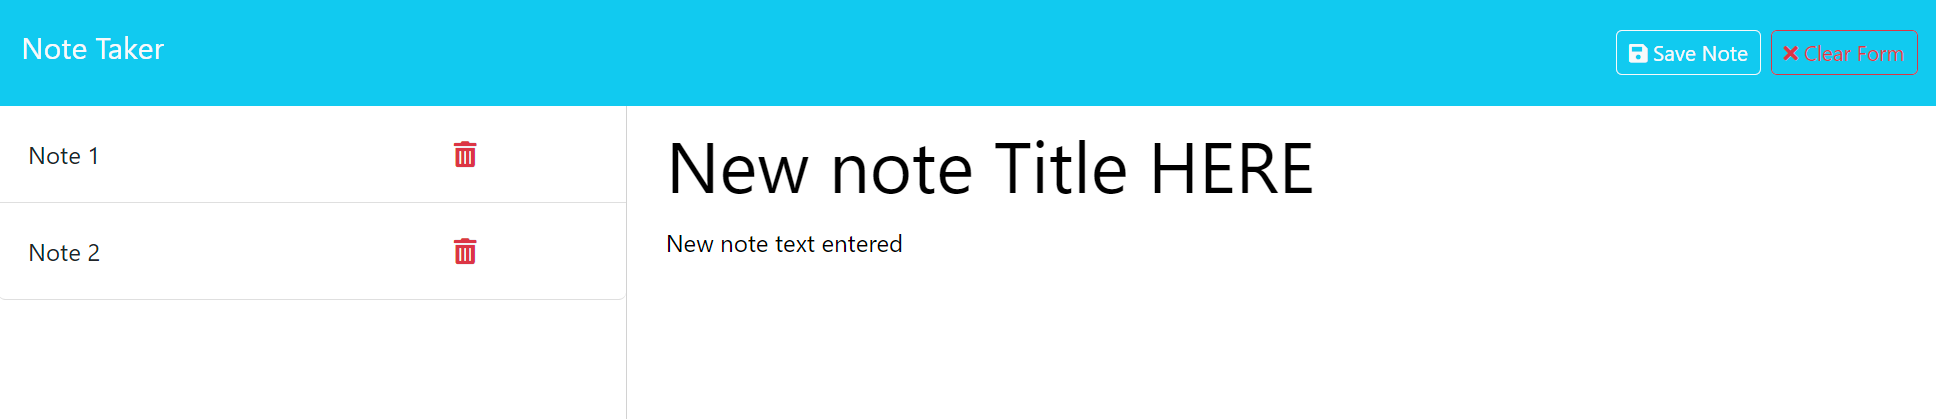 Note Taker
Save Note
Clear Form
Note 1
Note 2
New note Title HERE
New note text entered